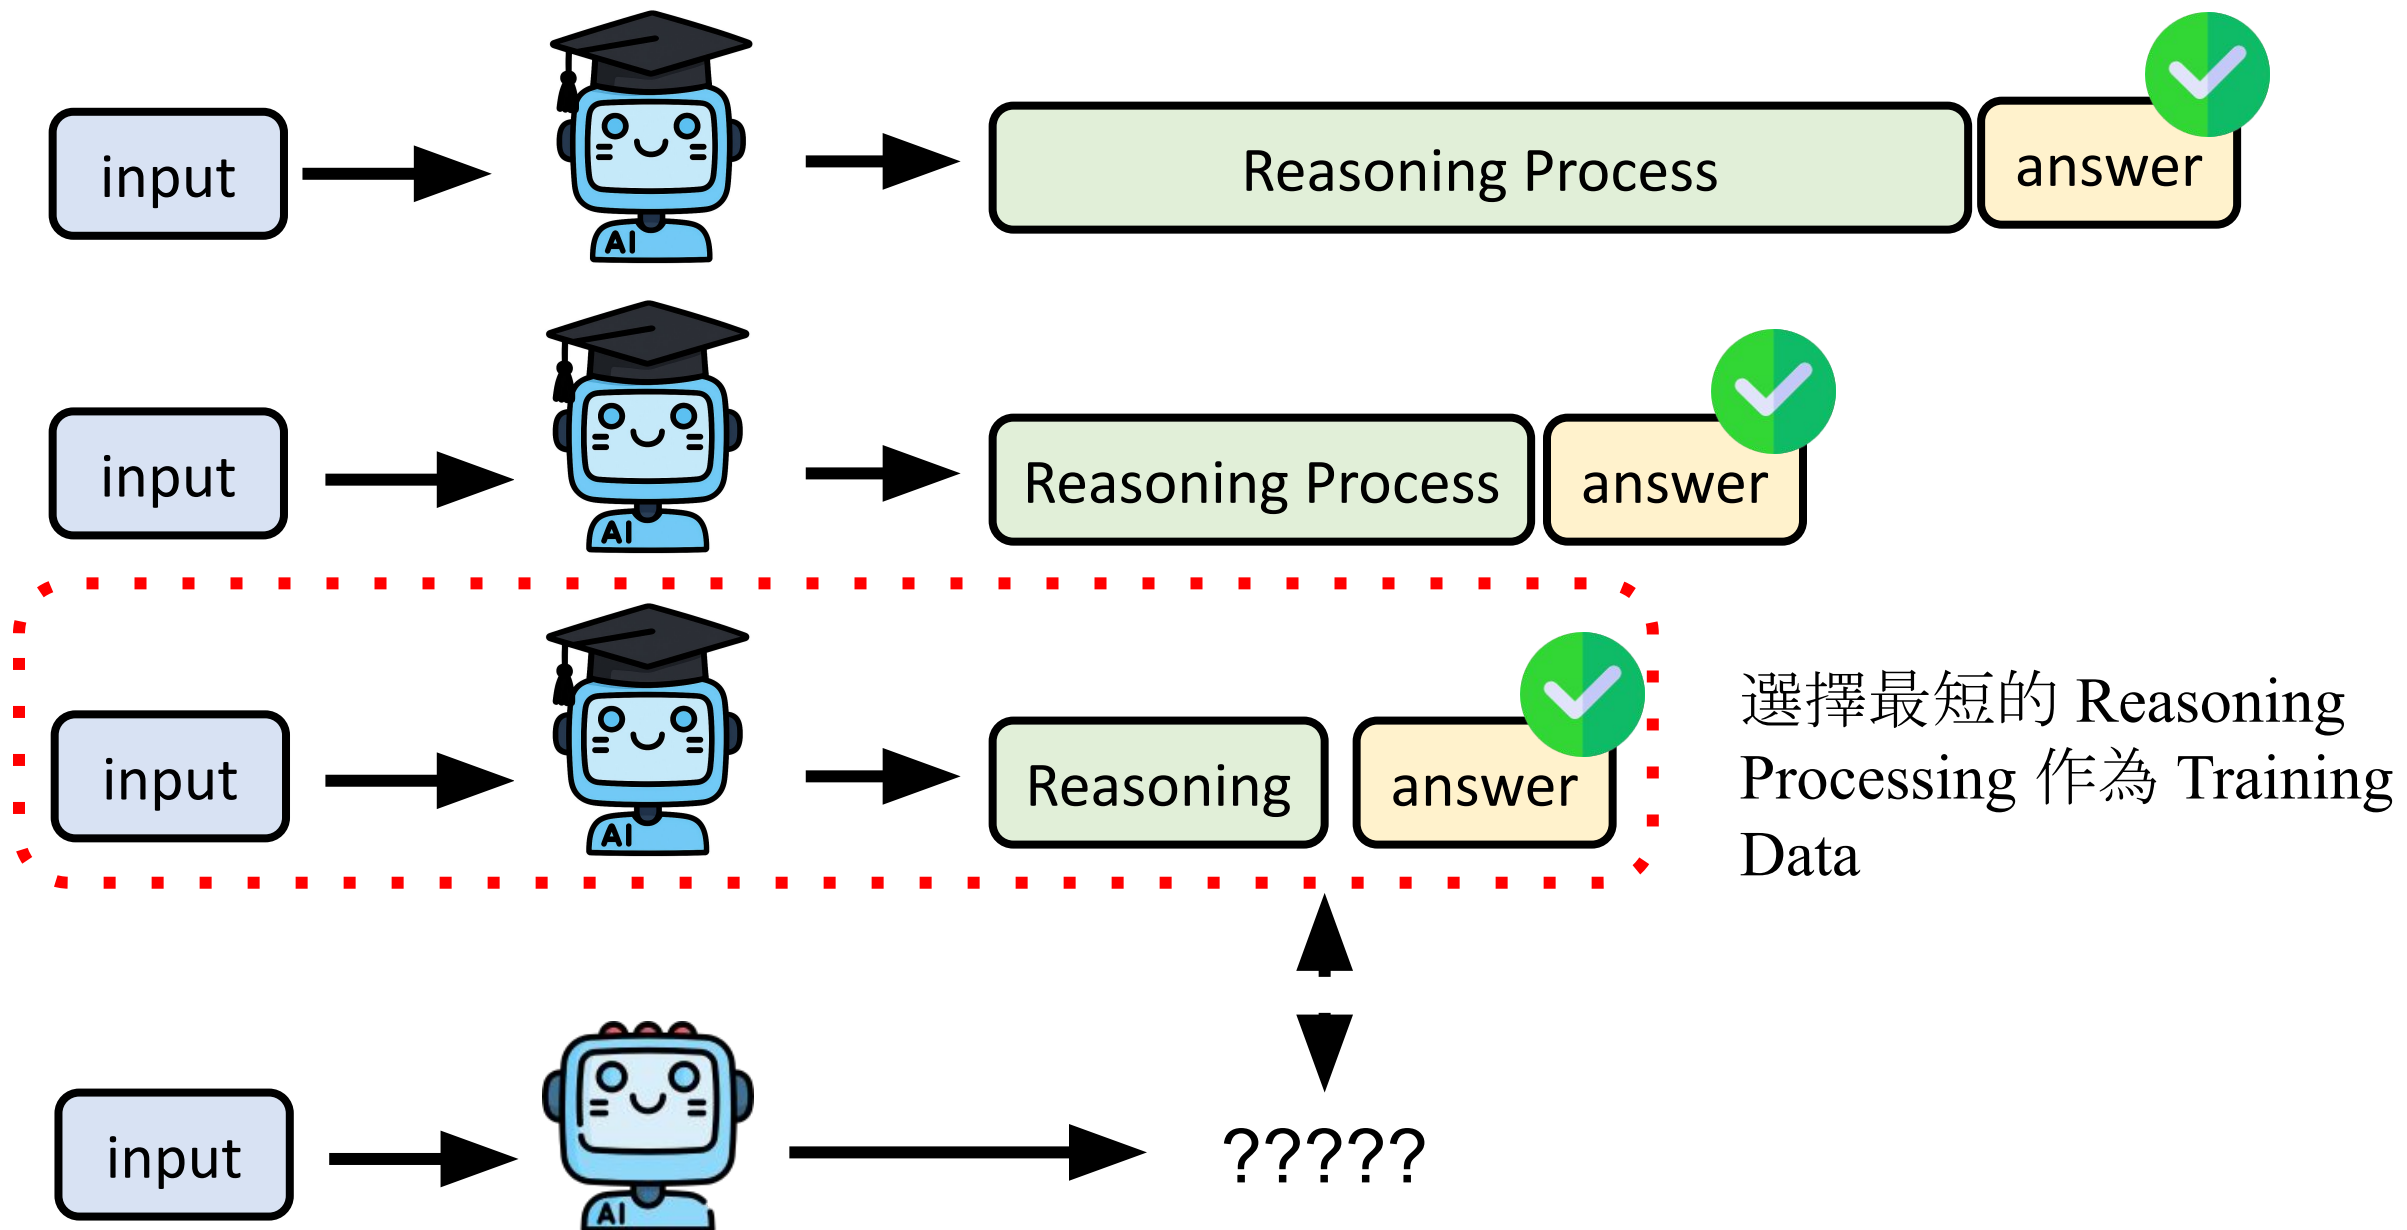 input
AI
Reasoning Process
answer
input
AI
Reasoning Process
answer
input
AI
Reasoning
answer
選擇最短的 Reasoning
Processing 作為 Training
Data
input
AI
?????